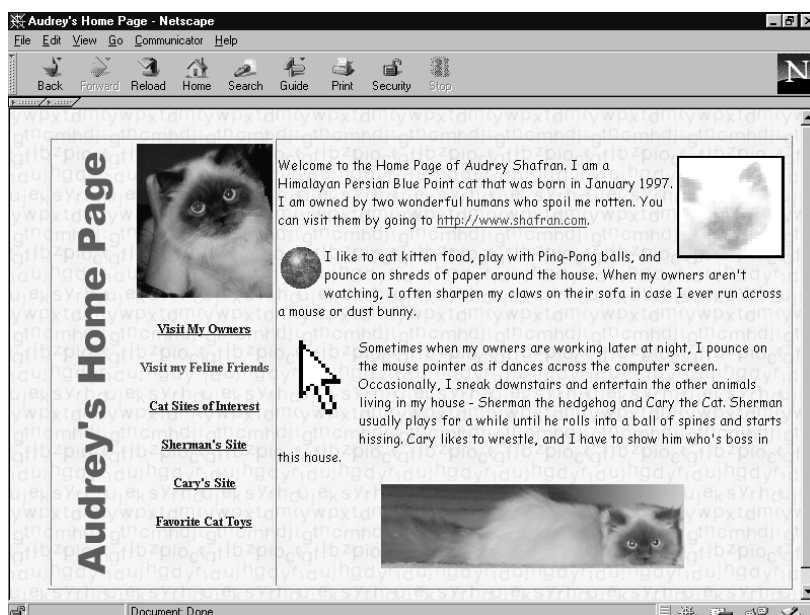 Audrey's Home Page - Netscape
File Edit View Go Communicator Help
Back Forward Reload Home Search Guide Print Security Stop
N
Audrey's Home Page
Visit My Owners
Visit my Feline Friends
Cat Sites of Interest
Sherman's Site
Cary's Site
Favorite Cat Toys
Welcome to the Home Page of Audrey Shafran. I am a
Himalayan Persian Blue Point cat that was born in January 1997.
I am owned by two wonderful humans who spoil me rotten. You
can visit them by going to http://www.shafran.com.
I like to eat kitten food, play with Ping-Pong balls, and
pounce on shreds of paper around the house. When my owners aren't
watching, I often sharpen my claws on their sofa in case I ever run across
a mouse or dust bunny.
Sometimes when my owners are working later at night, I pounce on
the mouse pointer as it dances across the computer screen.
Occasionally, I sneak downstairs and entertain the other animals
living in my house - Sherman the hedgehog and Cary the Cat. Sherman
usually plays for a while until he rolls into a ball of spines and starts
hissing. Cary likes to wrestle, and I have to show him who's boss in
this house.
Document: Done